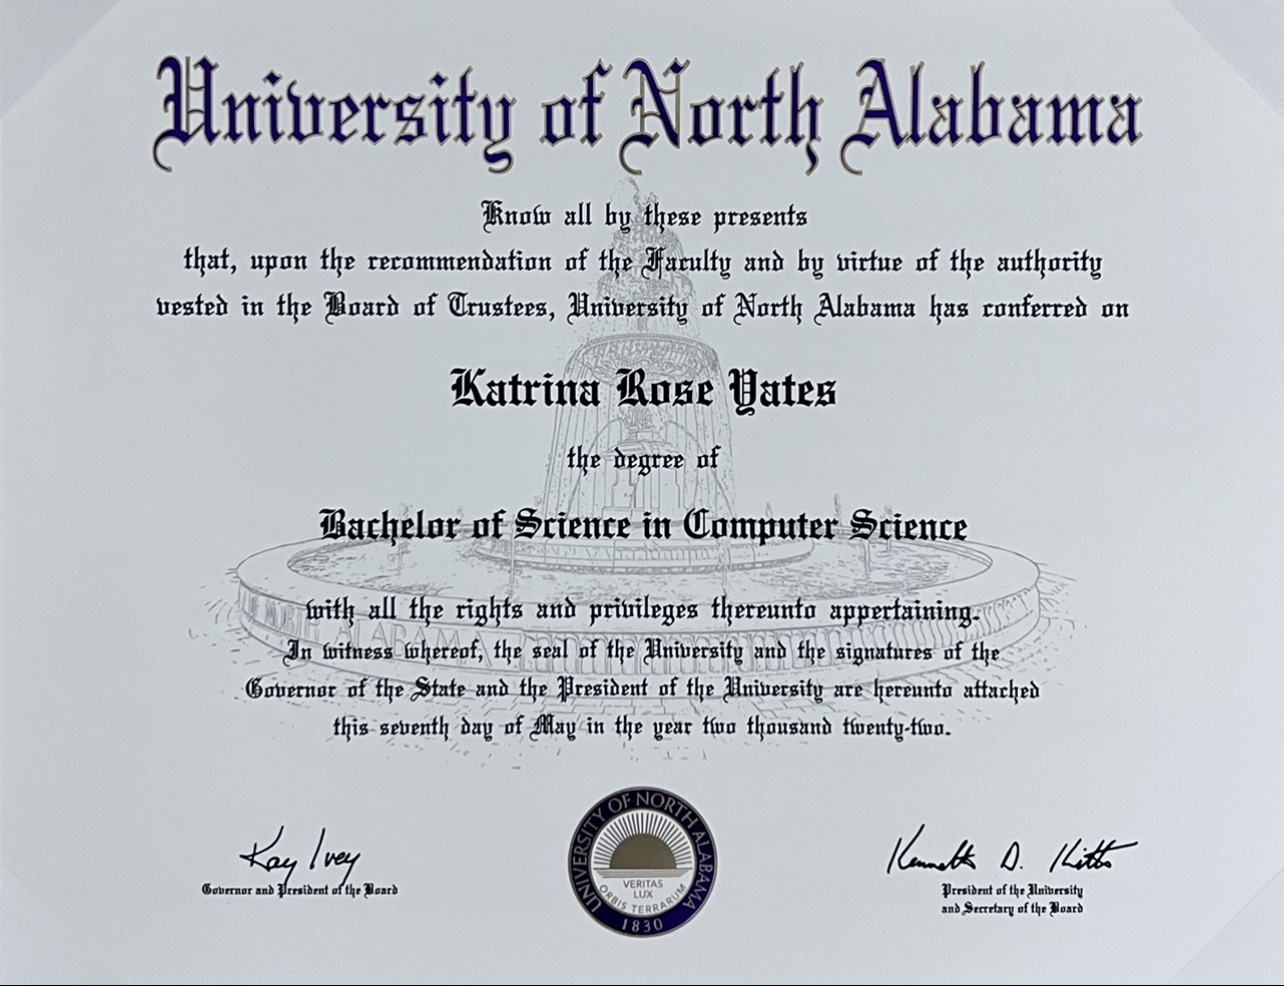 University of North Alabama
Know all by these presents
that, upon the recommendation of the Faculty and by virtue of the authority
vested in the Board of Trustees, University of North Alabama has conferred on
Katrina Rose Yates
the degree of
Bachelor of Science in Computer Science
with all the rights and privileges thereunto appertaining.
In witness whereof, the seal of the University and the signatures of the
Governor of the State and the President of the University are hereunto attached
this seventh day of May in the year two thousand twenty-two.
Kay Ivey
Governor and President of the Board
UNIVERSITY OF NORTH ALABAMA
VERITAS
LUX
ORBIS TERRARUM
1830
Kenneth D. Kitts
President of the University
and Secretary of the Board